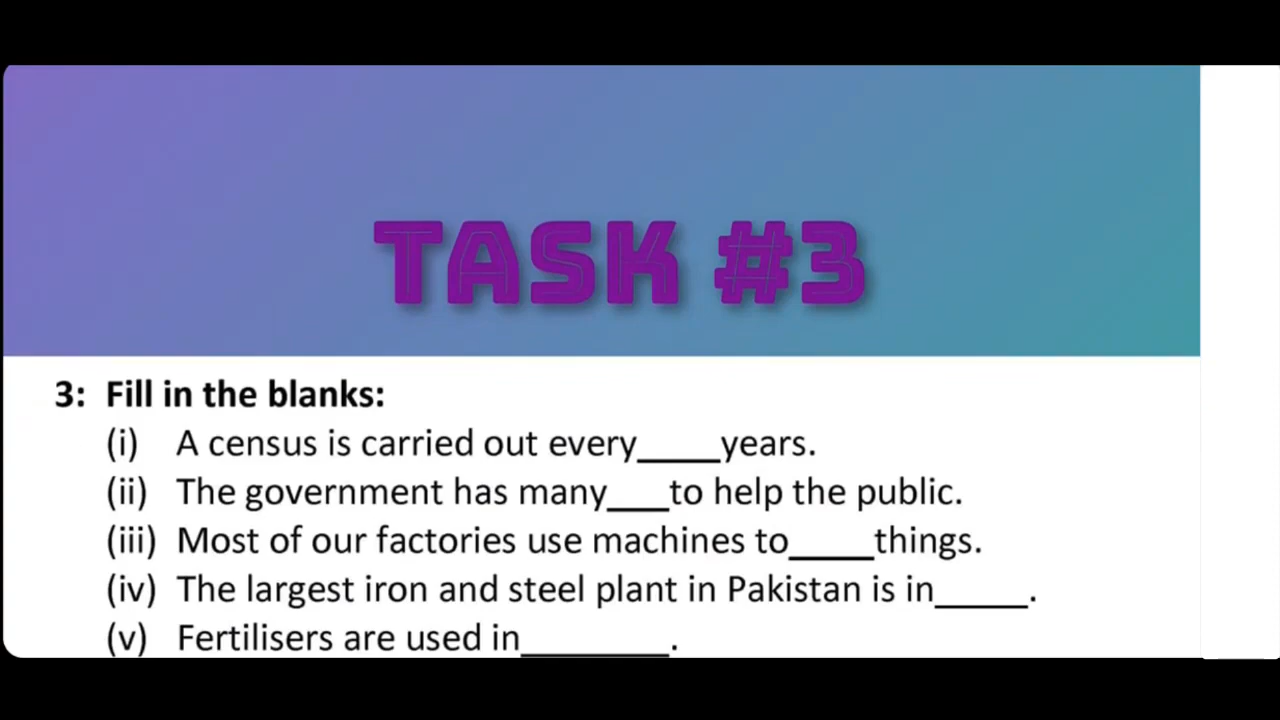 TASK #3
3: Fill in the blanks:
(i) A census is carried out every_____years.
(ii) The government has many___to help the public.
(iii) Most of our factories use machines to_____things.
(iv) The largest iron and steel plant in Pakistan is in_____.
(v) Fertilisers are used in________.